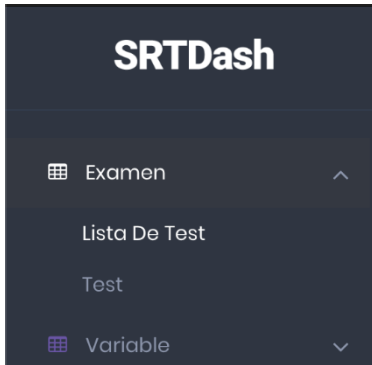 SRTDash
Examen
Lista De Test
Test
Variable